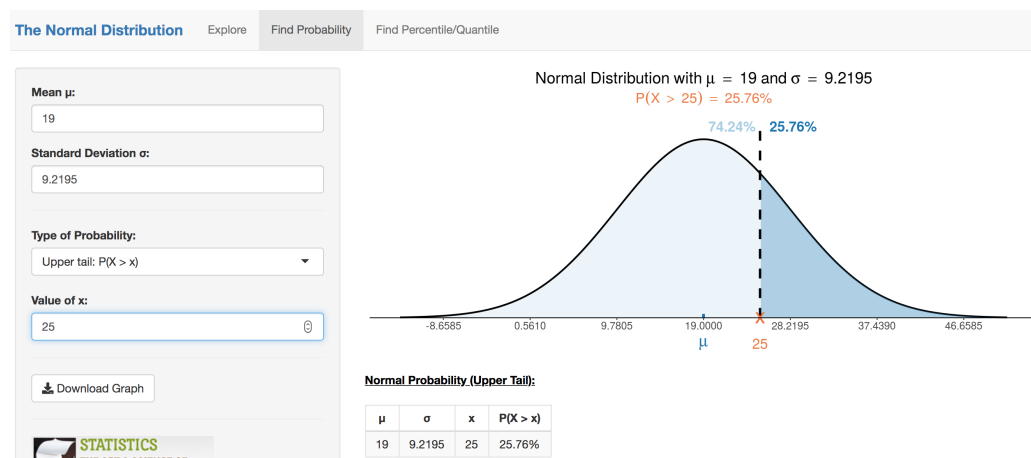 The Normal Distribution Explore Find Probability Find Percentile/Quantile
Mean μ:
19
Standard Deviation σ:
9.2195
Type of Probability:
Upper tail: P(X > x)
Value of x:
25
Download Graph
STATISTICS
Normal Distribution with μ = 19 and σ = 9.2195
P(X > 25) = 25.76%
74.24% 25.76%
-8.6585 0.5610 9.7805 19.0000 28.2195 37.4390 46.6585
μ 25
Normal Probability (Upper Tail):
μ σ x P(X > x)
19 9.2195 25 25.76%